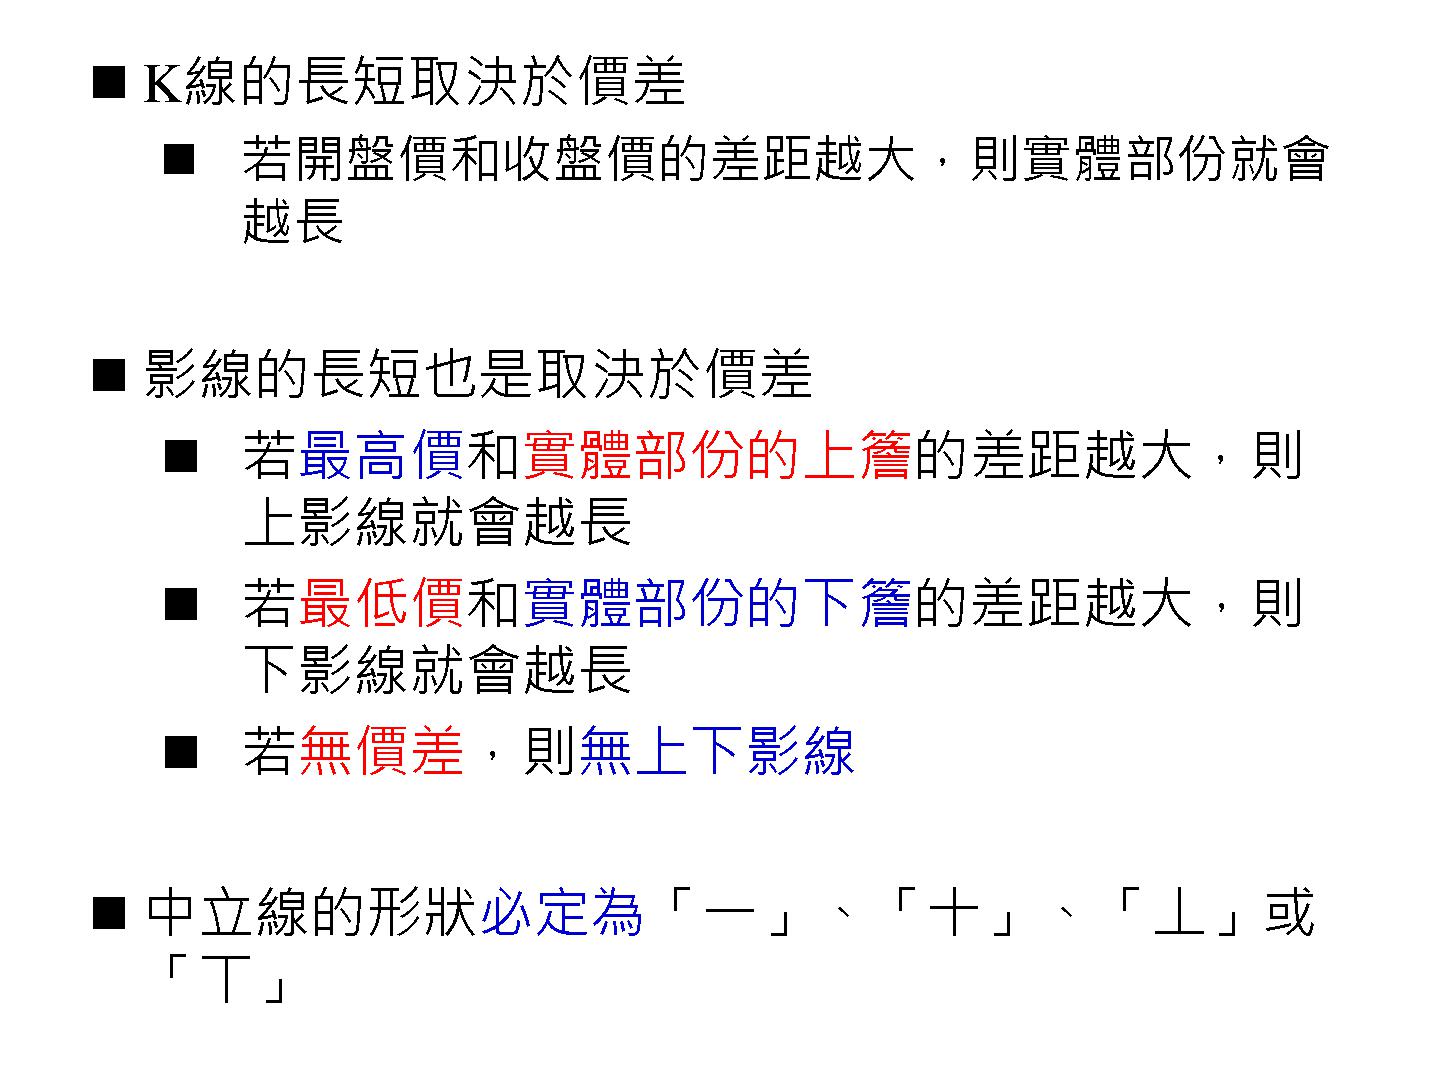 ■ K線的長短取決於價差
■ 若開盤價和收盤價的差距越大，則實體部份就會
越長
■ 影線的長短也是取決於價差
■ 若最高價和實體部份的上簷的差距越大，則
上影線就會越長
■ 若最低價和實體部份的下簷的差距越大，則
下影線就會越長
■ 若無價差，則無上下影線
■ 中立線的形狀必定為「一」、「十」、「丄」或
「丅」